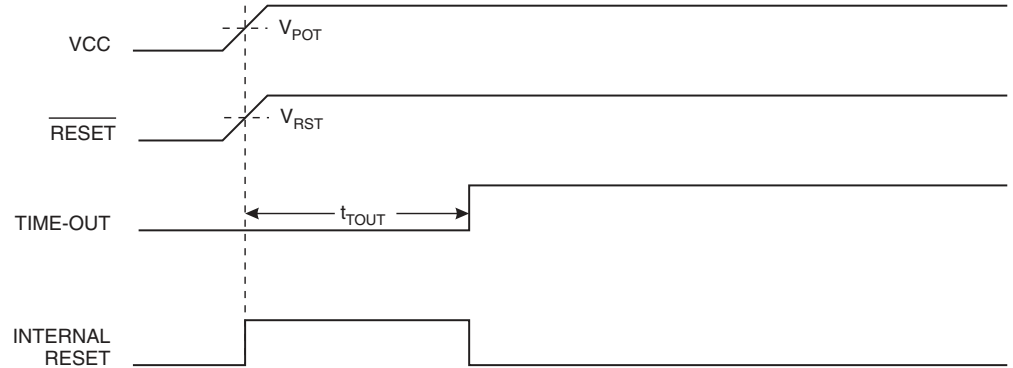 VCC
V_POT
RESET
V_RST
TIME-OUT
t_TOUT
INTERNAL
RESET